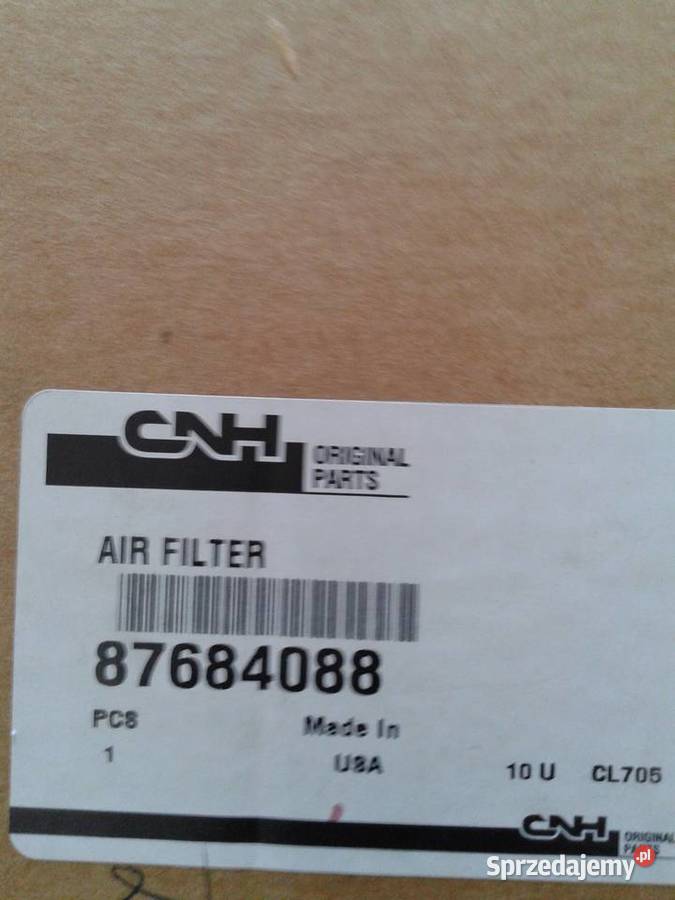 CNH ORIGINAL
PARTS
AIR FILTER
87684088
PCS Made In
1 USA
10 U CL705
CNH ORIGINAL
PARTS
Sprzedajemy.pl